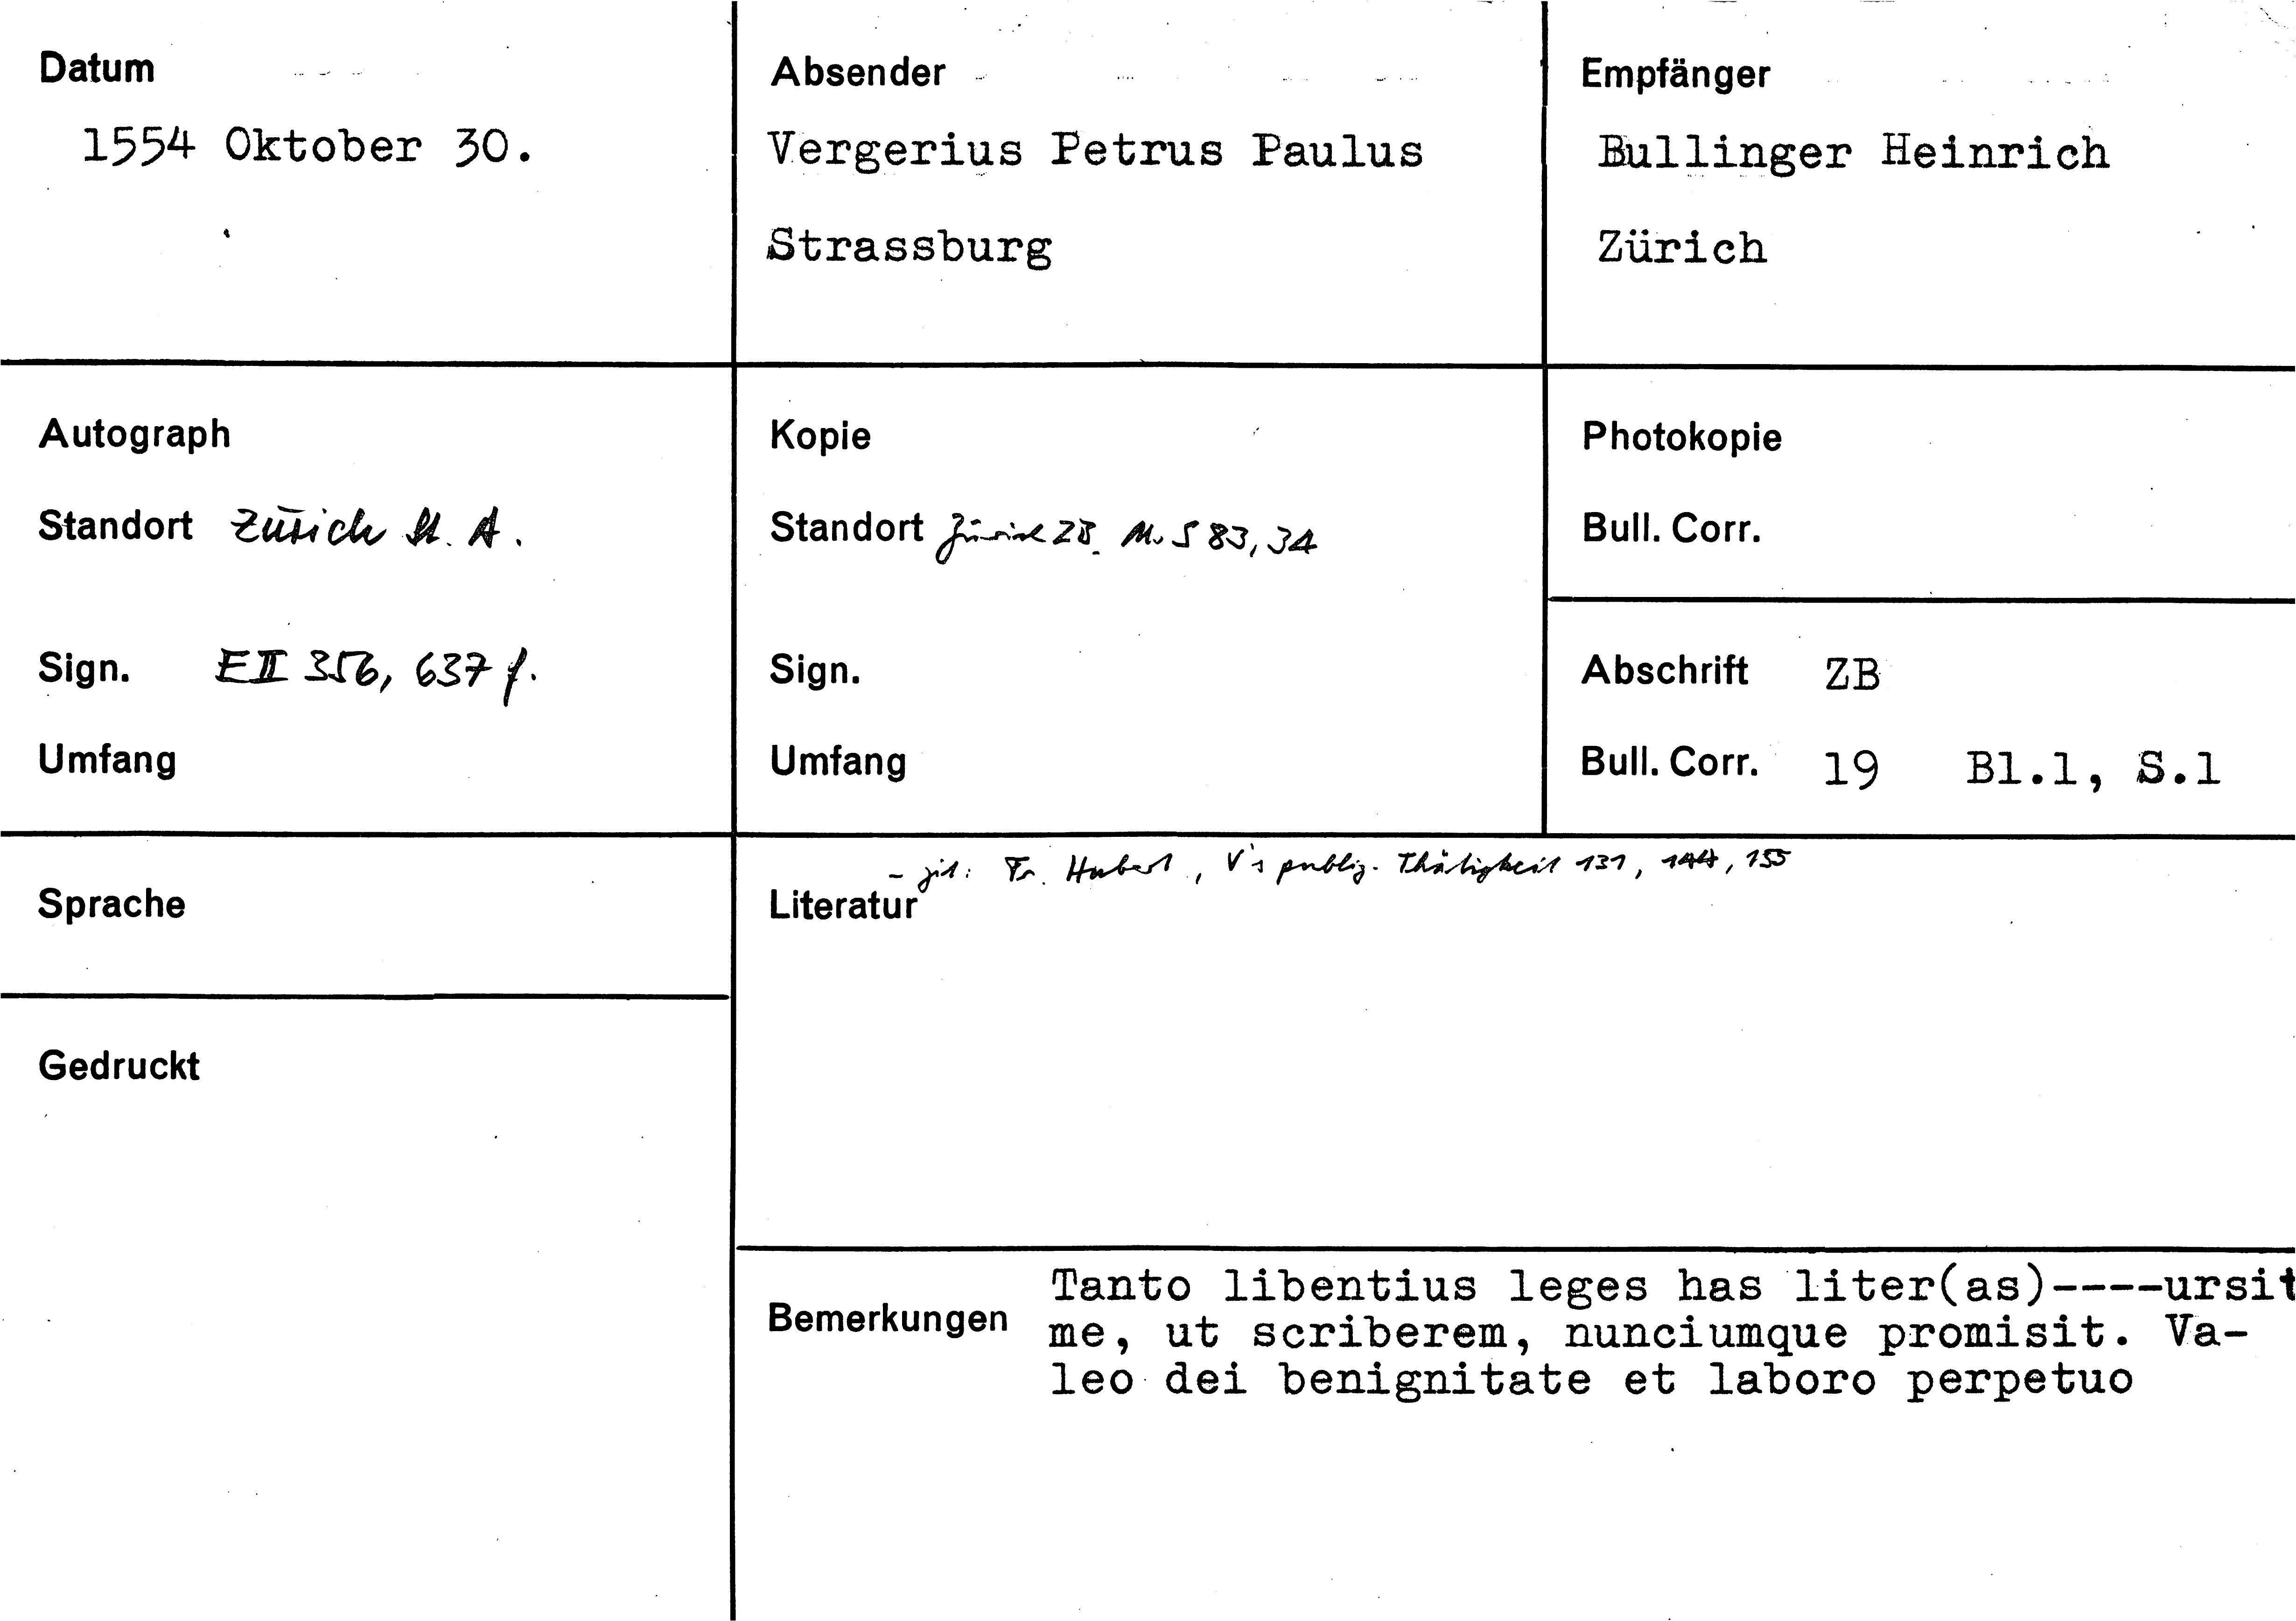 Datum
1554 Oktober 30.
Absender
Vergerius Petrus Paulus
Strassburg
Empfänger
Bullinger Heinrich
Zürich
Autograph
Standort Zürich St. A.
Sign. E II 356, 637 f.
Umfang
Kopie
Standort Zürich ZB. Ms S 83, 34
Sign.
Umfang
Photokopie
Bull. Corr.
Abschrift ZB
Bull. Corr. 19 Bl.1, S.1
Sprache
Gedruckt
- zit: Fr. Hubert, V's publiz. Thätigkeit 131, 144, 155
Literatur
Bemerkungen
Tanto libentius leges has liter(as)----ursit
me, ut scriberem, nunciumque promisit. Va-
leo dei benignitate et laboro perpetuo